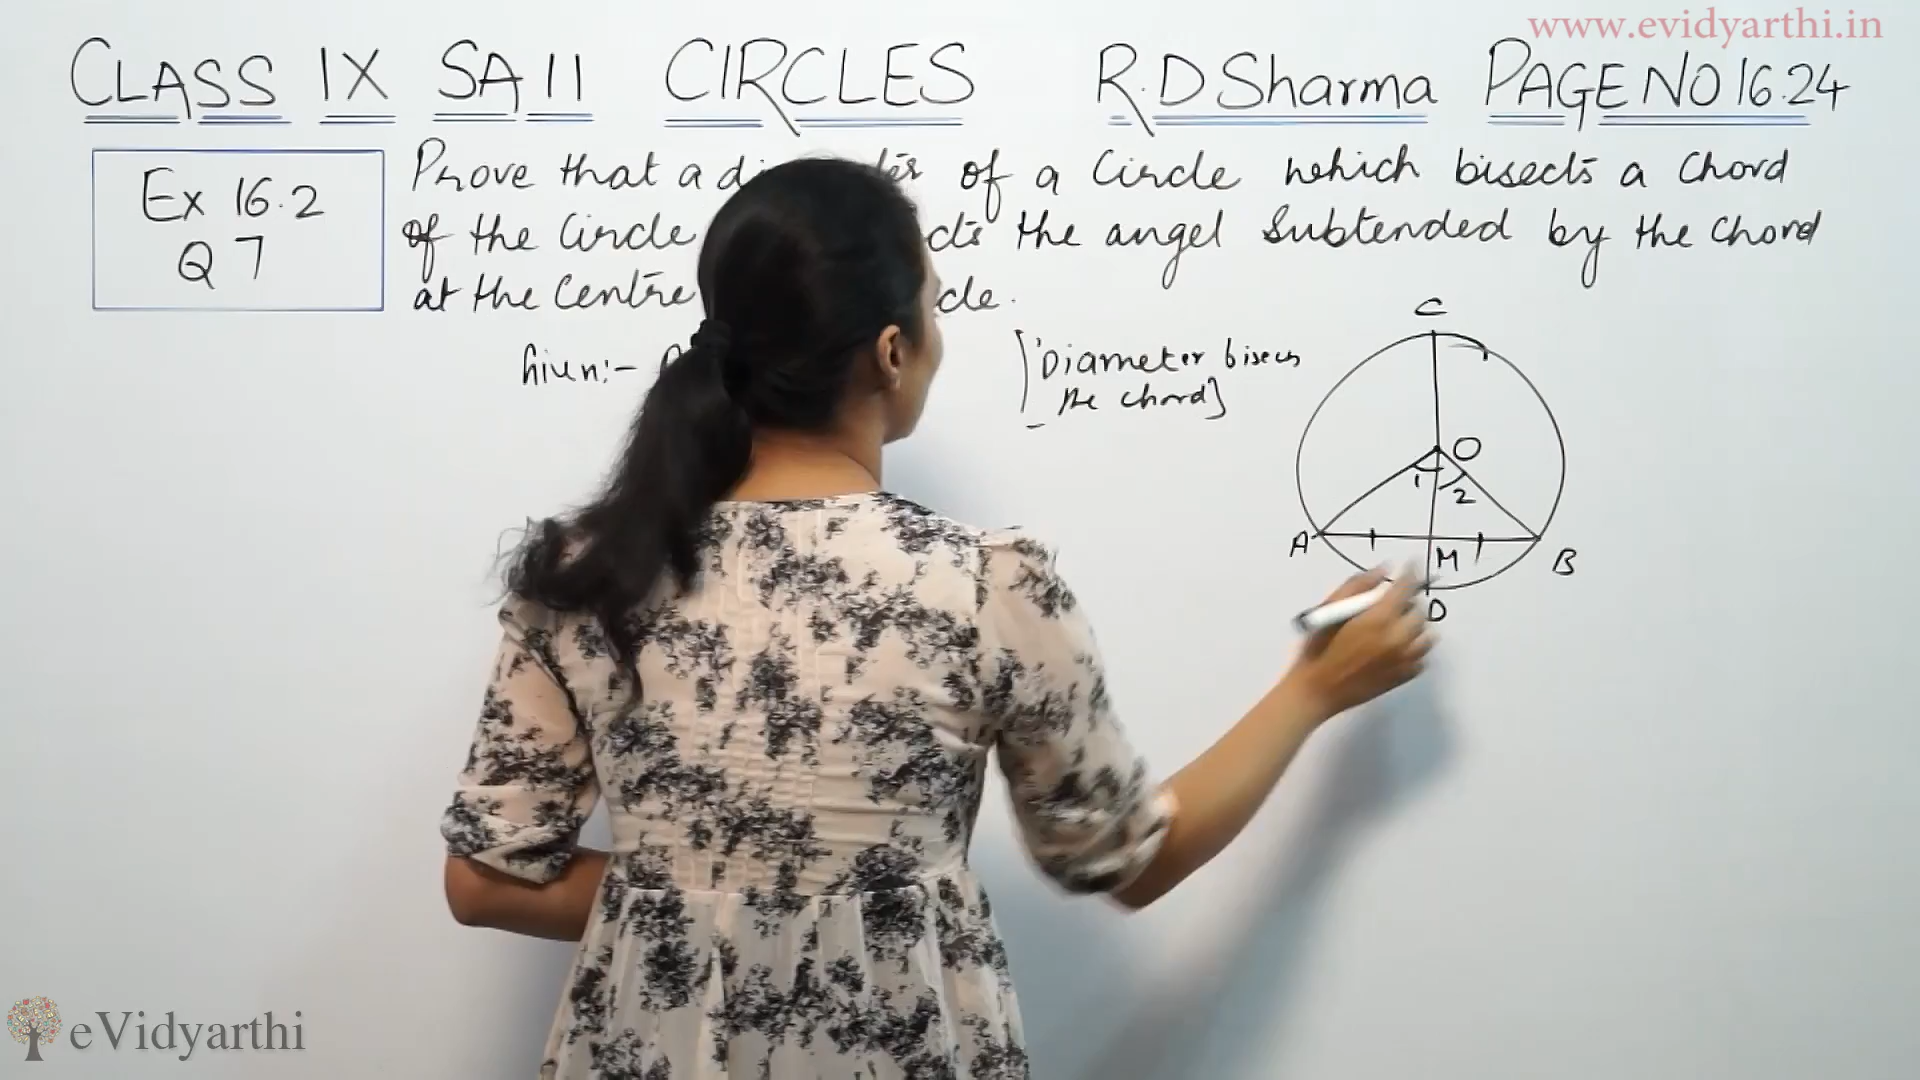 www.evidyarthi.in
CLASS IX SA II CIRCLES R.D Sharma PAGE NO 16.24
Ex 16.2
Q 7
Prove that a of a Circle which bisects a Chord
of the Circle the angel Subtended by the Chord
at the Centre
Given:-
[Diameter bisects
the chord]
C
O
1
2
A
M
B
D
eVidyarthi